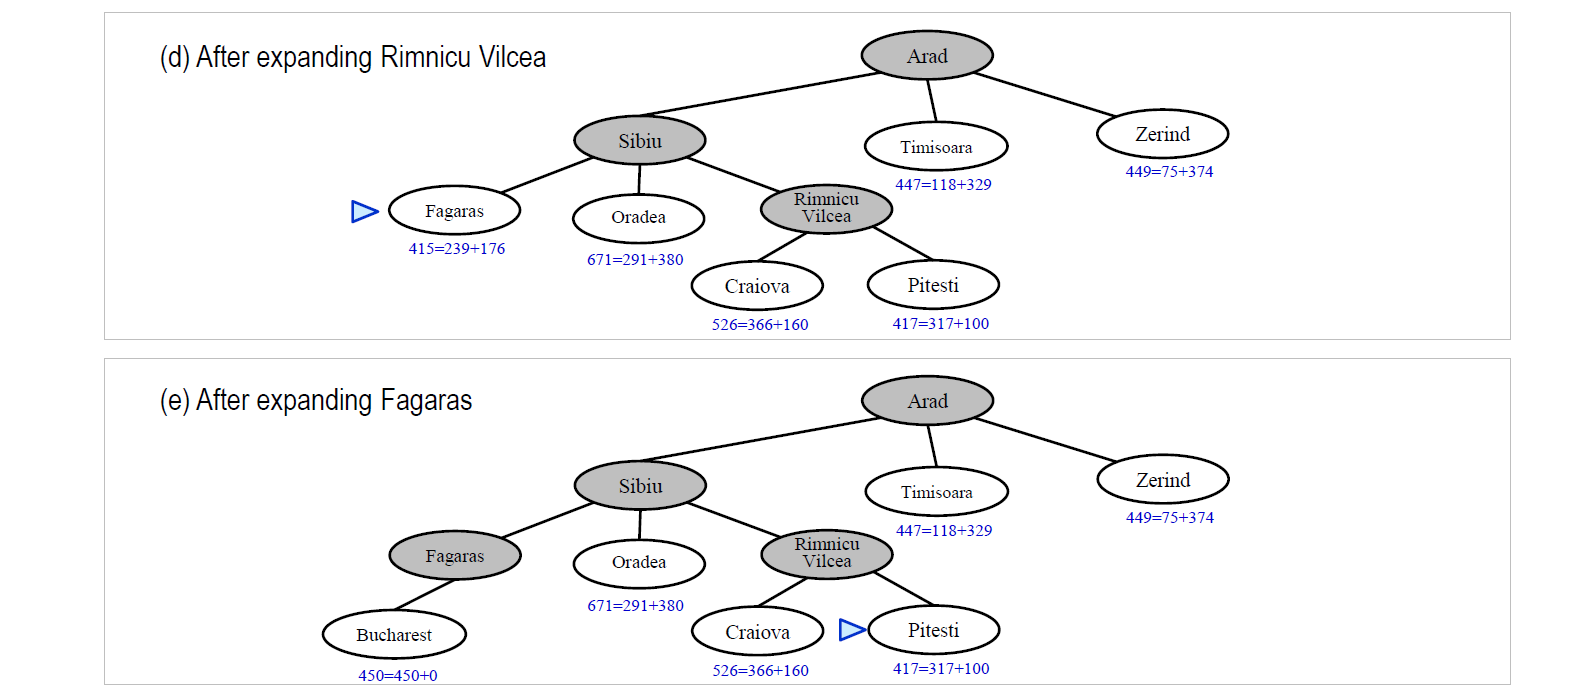 (d) After expanding Rimnicu Vilcea
Arad
Sibiu
Timisoara
447=118+329
Zerind
449=75+374
Fagaras
415=239+176
Oradea
671=291+380
Rimnicu
Vilcea
Craiova
526=366+160
Pitesti
417=317+100
(e) After expanding Fagaras
Arad
Sibiu
Timisoara
447=118+329
Zerind
449=75+374
Fagaras
Oradea
671=291+380
Rimnicu
Vilcea
Bucharest
450=450+0
Craiova
526=366+160
Pitesti
417=317+100